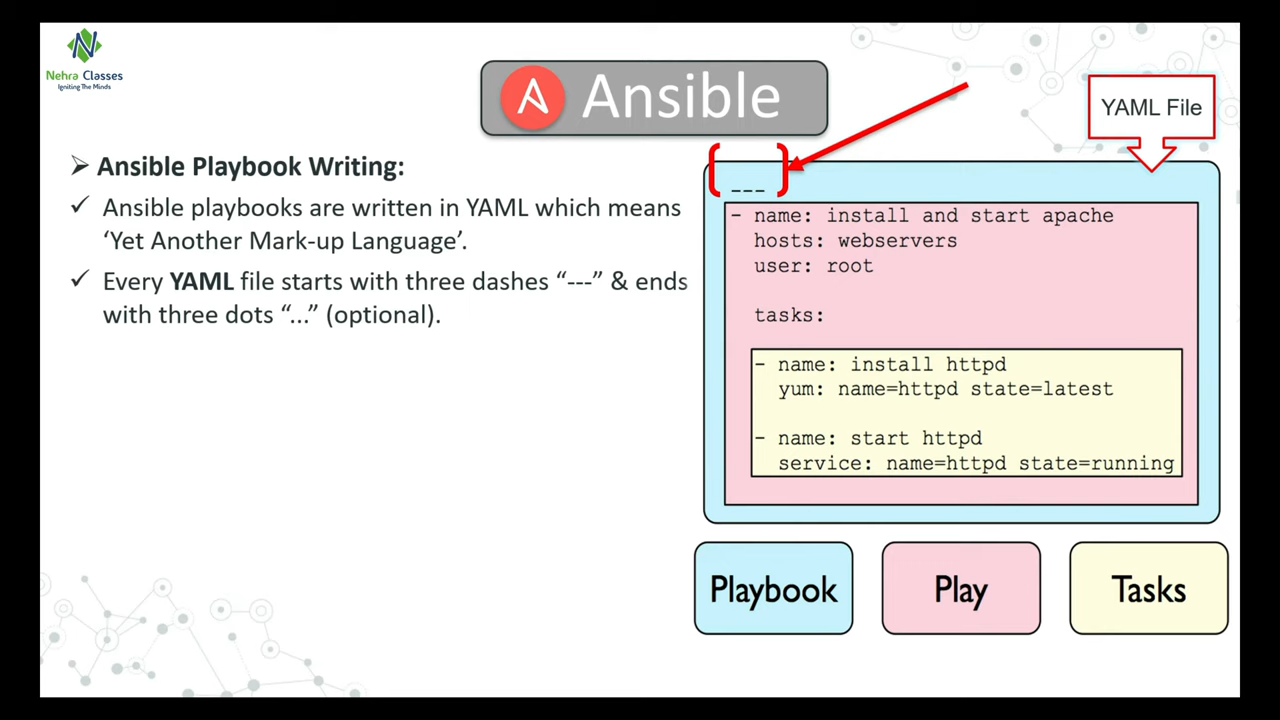 Nehra Classes
Igniting The Minds
Ansible
YAML File
➢ Ansible Playbook Writing:
✓ Ansible playbooks are written in YAML which means
‘Yet Another Mark-up Language’.
✓ Every YAML file starts with three dashes “---” & ends
with three dots “...” (optional).
---
- name: install and start apache
hosts: webservers
user: root
tasks:
- name: install httpd
yum: name=httpd state=latest
- name: start httpd
service: name=httpd state=running
Playbook
Play
Tasks